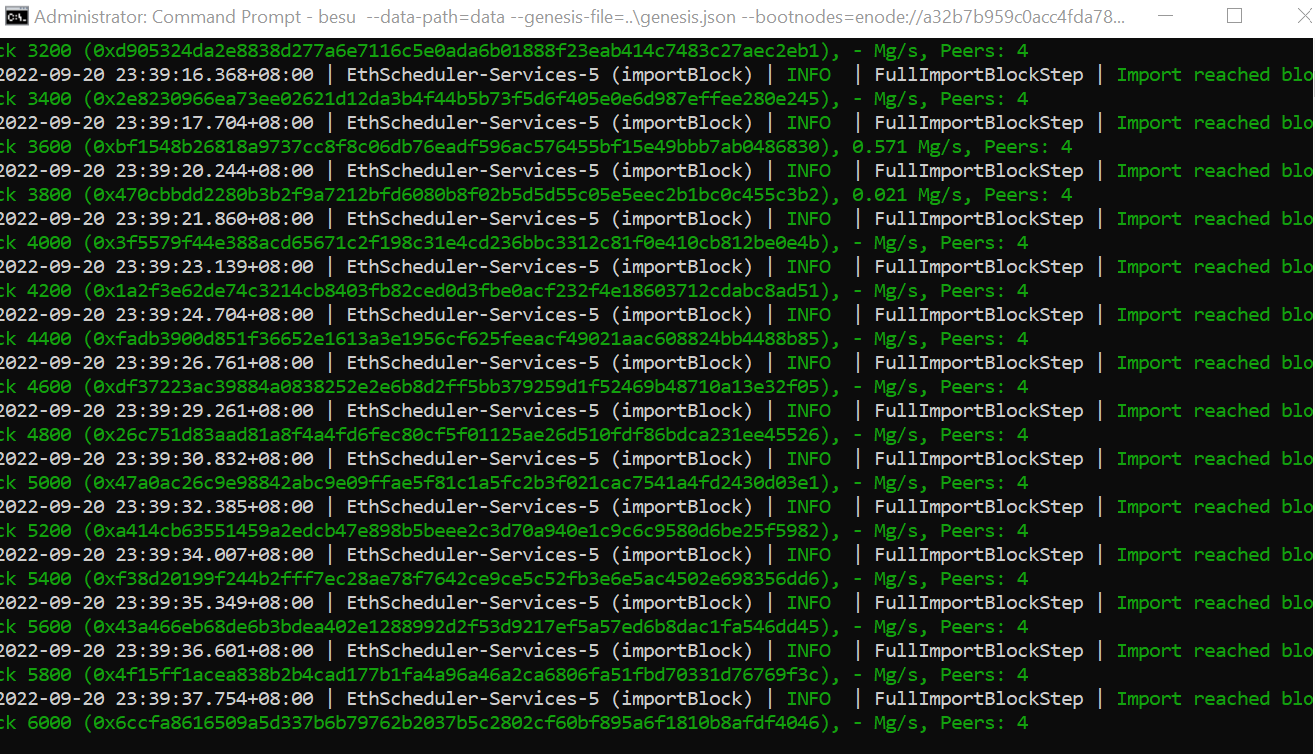 Administrator: Command Prompt - besu  --data-path=data --genesis-file=..\genesis.json --bootnodes=enode://a32b7b959c0acc4fda78...
ck 3200 (0xd905324da2e8838d277a6e7116c5e0ada6b01888f23eab414c7483c27aec2eb1), - Mg/s, Peers: 4
2022-09-20 23:39:16.368+08:00 | EthScheduler-Services-5 (importBlock) | INFO  | FullImportBlockStep | Import reached blo
ck 3400 (0x2e8230966ea73ee02621d12da3b4f44b5b73f5d6f405e0e6d987effee280e245), - Mg/s, Peers: 4
2022-09-20 23:39:17.704+08:00 | EthScheduler-Services-5 (importBlock) | INFO  | FullImportBlockStep | Import reached blo
ck 3600 (0xbf1548b26818a9737cc8f8c06db76eadf596ac576455bf15e49bbb7ab0486830), 0.571 Mg/s, Peers: 4
2022-09-20 23:39:20.244+08:00 | EthScheduler-Services-5 (importBlock) | INFO  | FullImportBlockStep | Import reached blo
ck 3800 (0x470cbbdd2280b3b2f9a7212bfd6080b8f02b5d5d55c05e5eec2b1bc0c455c3b2), 0.021 Mg/s, Peers: 4
2022-09-20 23:39:21.860+08:00 | EthScheduler-Services-5 (importBlock) | INFO  | FullImportBlockStep | Import reached blo
ck 4000 (0x3f5579f44e388acd65671c2f198c31e4cd236bbc3312c81f0e410cb812be0e4b), - Mg/s, Peers: 4
2022-09-20 23:39:23.139+08:00 | EthScheduler-Services-5 (importBlock) | INFO  | FullImportBlockStep | Import reached blo
ck 4200 (0x1a2f3e62de74c3214cb8403fb82ced0d3fbe0acf232f4e18603712cdabc8ad51), - Mg/s, Peers: 4
2022-09-20 23:39:24.704+08:00 | EthScheduler-Services-5 (importBlock) | INFO  | FullImportBlockStep | Import reached blo
ck 4400 (0xfadb3900d851f36652e1613a3e1956cf625feeacf49021aac608824bb4488b85), - Mg/s, Peers: 4
2022-09-20 23:39:26.761+08:00 | EthScheduler-Services-5 (importBlock) | INFO  | FullImportBlockStep | Import reached blo
ck 4600 (0xdf37223ac39884a0838252e2e6b8d2ff5bb379259d1f52469b48710a13e32f05), - Mg/s, Peers: 4
2022-09-20 23:39:29.261+08:00 | EthScheduler-Services-5 (importBlock) | INFO  | FullImportBlockStep | Import reached blo
ck 4800 (0x26c751d83aad81a8f4a4fd6fec80cf5f01125ae26d510fdf86bdca231ee45526), - Mg/s, Peers: 4
2022-09-20 23:39:30.832+08:00 | EthScheduler-Services-5 (importBlock) | INFO  | FullImportBlockStep | Import reached blo
ck 5000 (0x47a0ac26c9e98842abc9e09ffae5f81c1a5fc2b3f021cac7541a4fd2430d03e1), - Mg/s, Peers: 4
2022-09-20 23:39:32.385+08:00 | EthScheduler-Services-5 (importBlock) | INFO  | FullImportBlockStep | Import reached blo
ck 5200 (0xa414cb63551459a2edcb47e898b5beee2c3d70a940e1c9c6c9580d6be25f5982), - Mg/s, Peers: 4
2022-09-20 23:39:34.007+08:00 | EthScheduler-Services-5 (importBlock) | INFO  | FullImportBlockStep | Import reached blo
ck 5400 (0xf38d20199f244b2fff7ec28ae78f7642ce9ce5c52fb3e6e5ac4502e698356dd6), - Mg/s, Peers: 4
2022-09-20 23:39:35.349+08:00 | EthScheduler-Services-5 (importBlock) | INFO  | FullImportBlockStep | Import reached blo
ck 5600 (0x43a466eb68de6b3bdea402e1288992d2f53d9217ef5a57ed6b8dac1fa546dd45), - Mg/s, Peers: 4
2022-09-20 23:39:36.601+08:00 | EthScheduler-Services-5 (importBlock) | INFO  | FullImportBlockStep | Import reached blo
ck 5800 (0x4f15ff1acea838b2b4cad177b1fa4a96a46a2ca6806fa51fbd70331d76769f3c), - Mg/s, Peers: 4
2022-09-20 23:39:37.754+08:00 | EthScheduler-Services-5 (importBlock) | INFO  | FullImportBlockStep | Import reached blo
ck 6000 (0x6ccfa8616509a5d337b6b79762b2037b5c2802cf60bf895a6f1810b8afdf4046), - Mg/s, Peers: 4